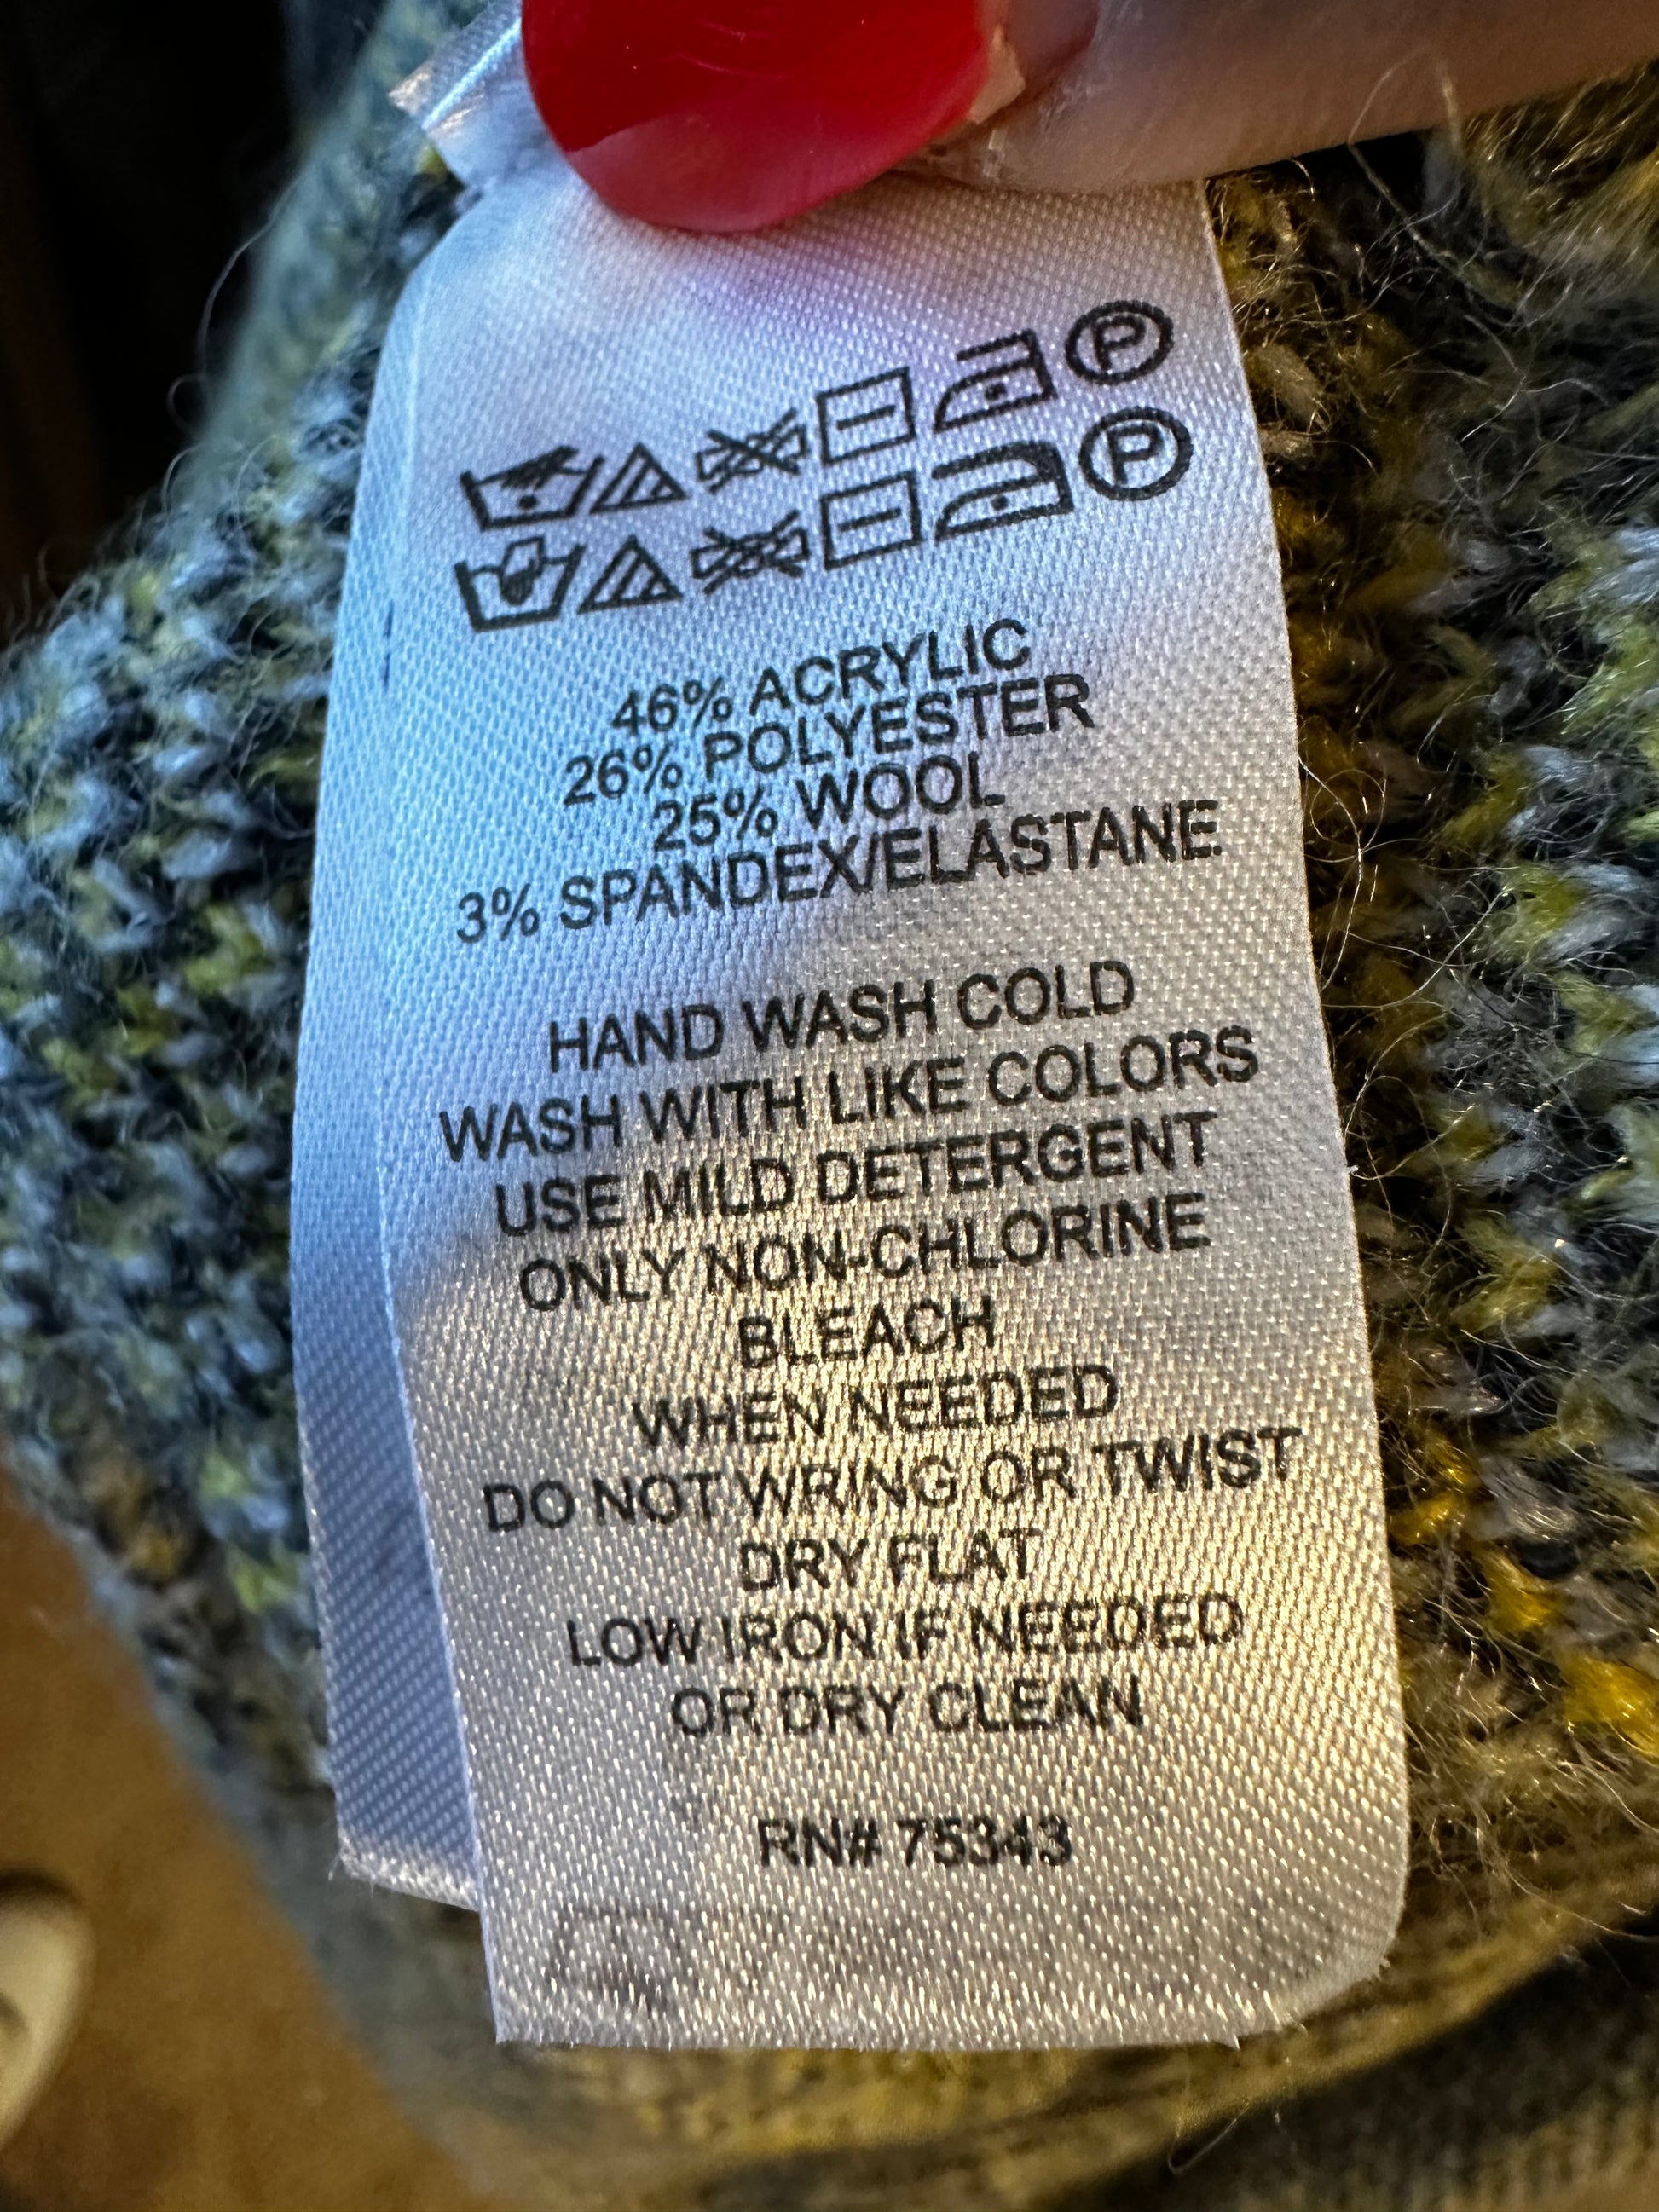 P
P
46% ACRYLIC
26% POLYESTER
25% WOOL
3% SPANDEX/ELASTANE
HAND WASH COLD
WASH WITH LIKE COLORS
USE MILD DETERGENT
ONLY NON-CHLORINE
BLEACH
WHEN NEEDED
DO NOT WRING OR TWIST
DRY FLAT
LOW IRON IF NEEDED
OR DRY CLEAN
RN# 75343